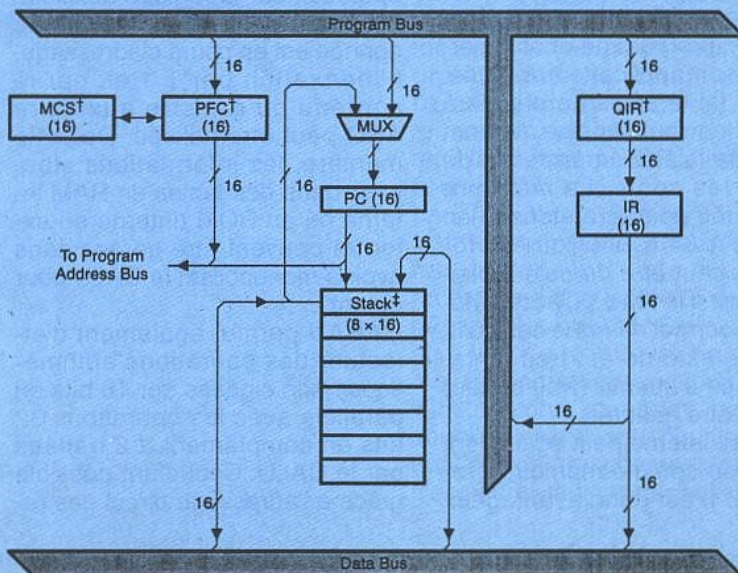 Program Bus
16
16
16
16
MCS†
(16)
PFC†
(16)
MUX
QIR†
(16)
16
16
PC (16)
IR
(16)
To Program
Address Bus
16
16
Stack‡
(8 × 16)
16
16
16
16
16
Data Bus